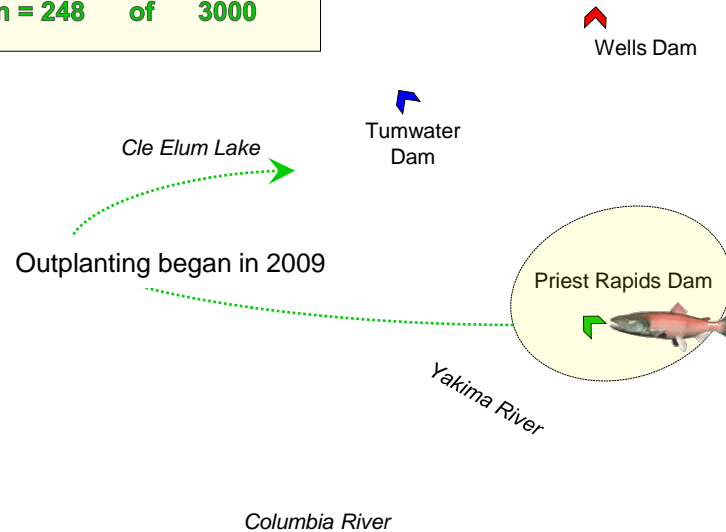 n = 248 of 3000
Wells Dam
Tumwater
Dam
Cle Elum Lake
Outplanting began in 2009
Priest Rapids Dam
Yakima River
Columbia River